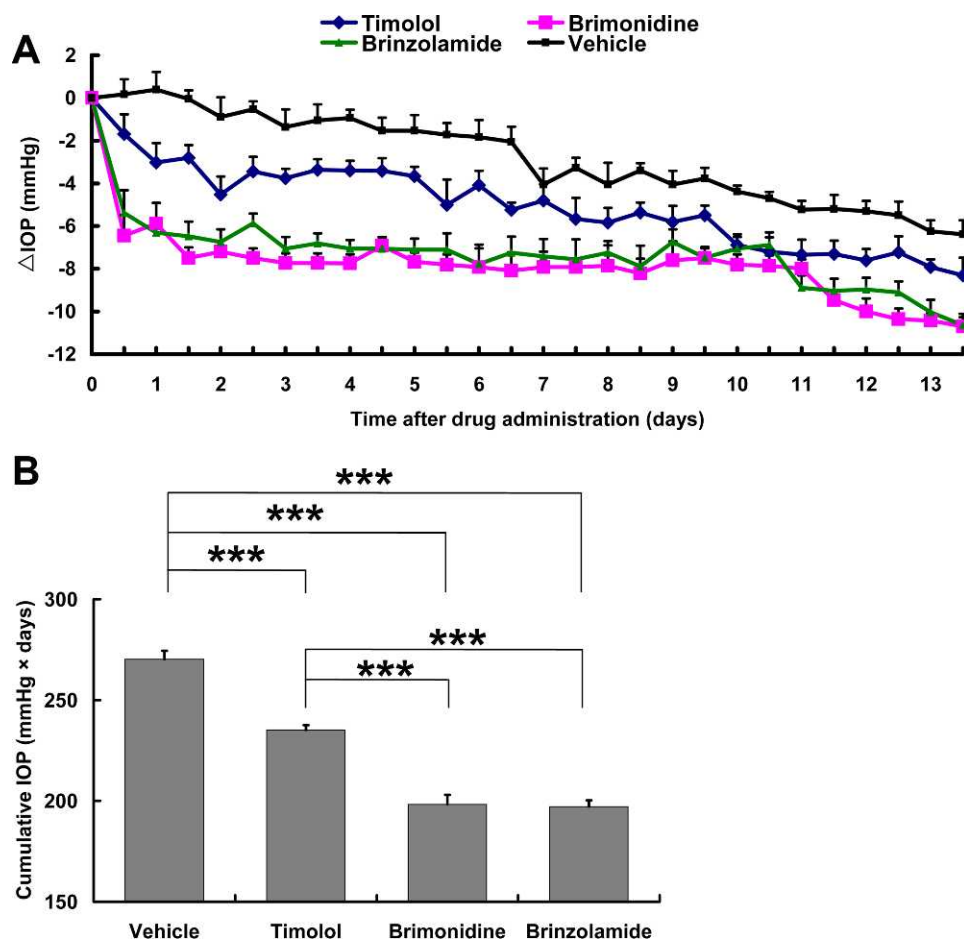 Timolol Brimonidine
Brinzolamide Vehicle
A
2
0
-2
-4
-6
-8
-10
-12
△IOP (mmHg)
0 1 2 3 4 5 6 7 8 9 10 11 12 13
Time after drug administration (days)
B
***
***
***
***
***
300
250
200
150
Cumulative IOP (mmHg × days)
Vehicle Timolol Brimonidine Brinzolamide